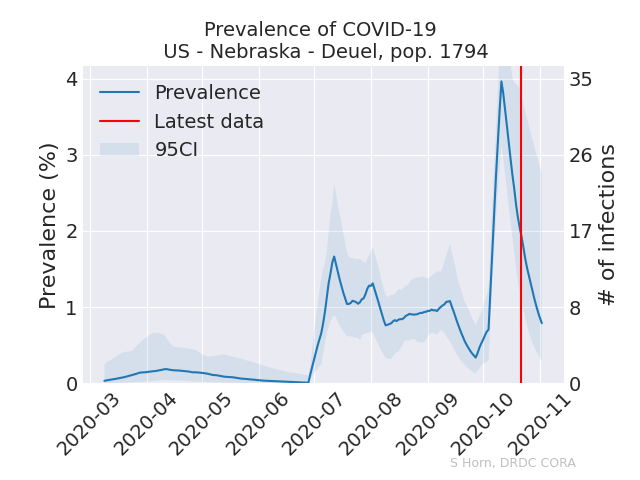 Prevalence of COVID-19
US - Nebraska - Deuel, pop. 1794
Prevalence
Latest data
95CI
Prevalence (%)
4
3
2
1
0
# of infections
35
26
17
8
0
2020-03
2020-04
2020-05
2020-06
2020-07
2020-08
2020-09
2020-10
2020-11
S Horn, DRDC CORA